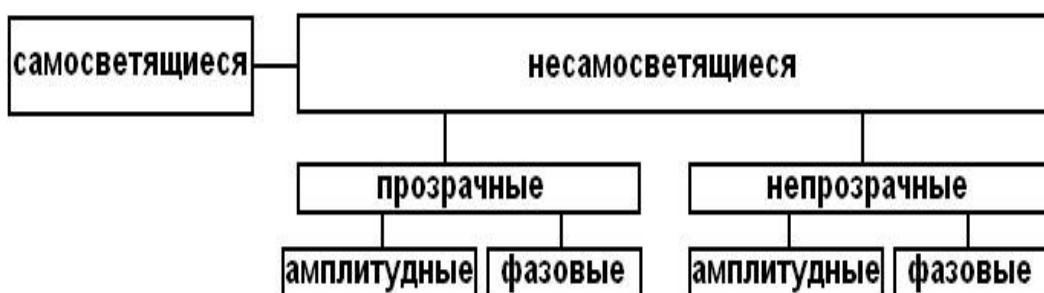 самосветящиеся
несамосветящиеся
прозрачные
непрозрачные
амплитудные
фазовые
амплитудные
фазовые